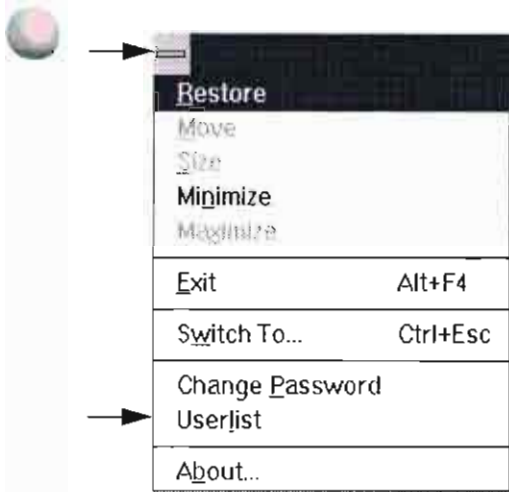 Restore
Move
Size
Minimize
Maximize
Exit Alt+F4
Switch To... Ctrl+Esc
Change Password
Userlist
About...